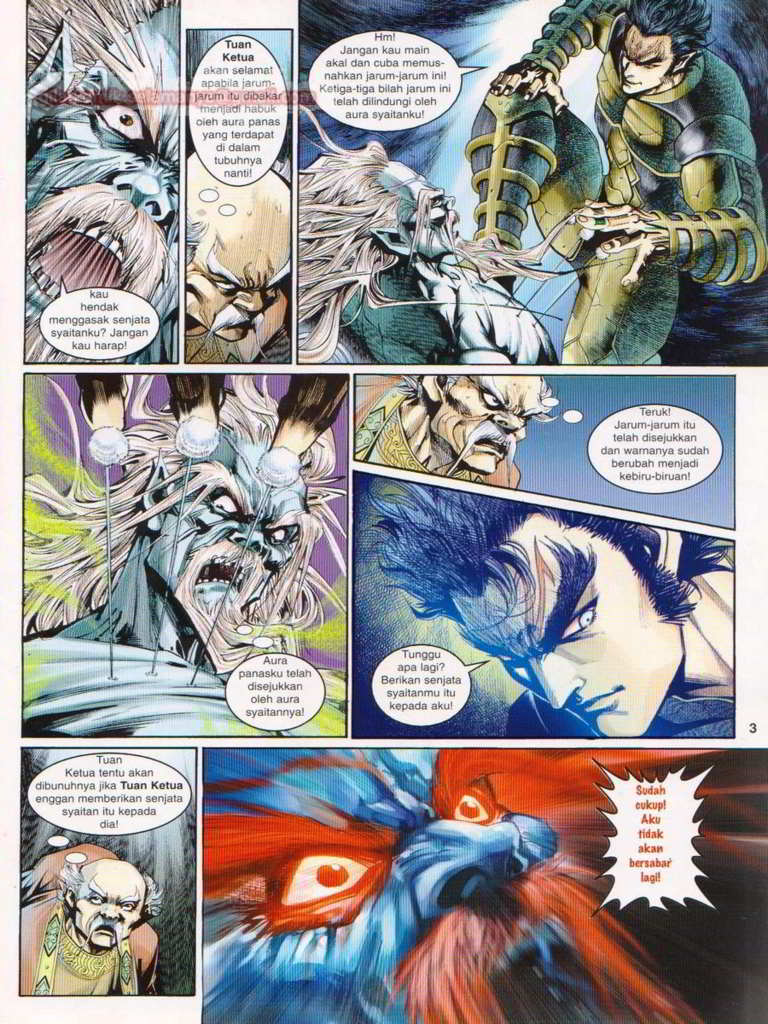 kau
hendak
menggasak senjata
syaitanku? Jangan
kau harap!
Tuan
Ketua
akan selamat
apabila jarum-
jarum itu dibakar
menjadi habuk
oleh aura panas
yang terdapat
di dalam
tubuhnya
nanti!
Hm!
Jangan kau main
akal dan cuba memus-
nahkan jarum-jarum ini!
Ketiga-tiga bilah jarum ini
telah dilindungi oleh
aura syaitanku!
Aura
panasku telah
disejukkan
oleh aura
syaitannya!
Teruk!
Jarum-jarum itu
telah disejukkan
dan warnanya sudah
berubah menjadi
kebiru-biruan!
Tunggu
apa lagi?
Berikan senjata
syaitanmu itu
kepada aku!
3
Tuan
Ketua tentu akan
dibunuhnya jika Tuan Ketua
enggan memberikan senjata
syaitan itu kepada
dia!
Sudah
cukup!
Aku
tidak
akan
bersabar
lagi!